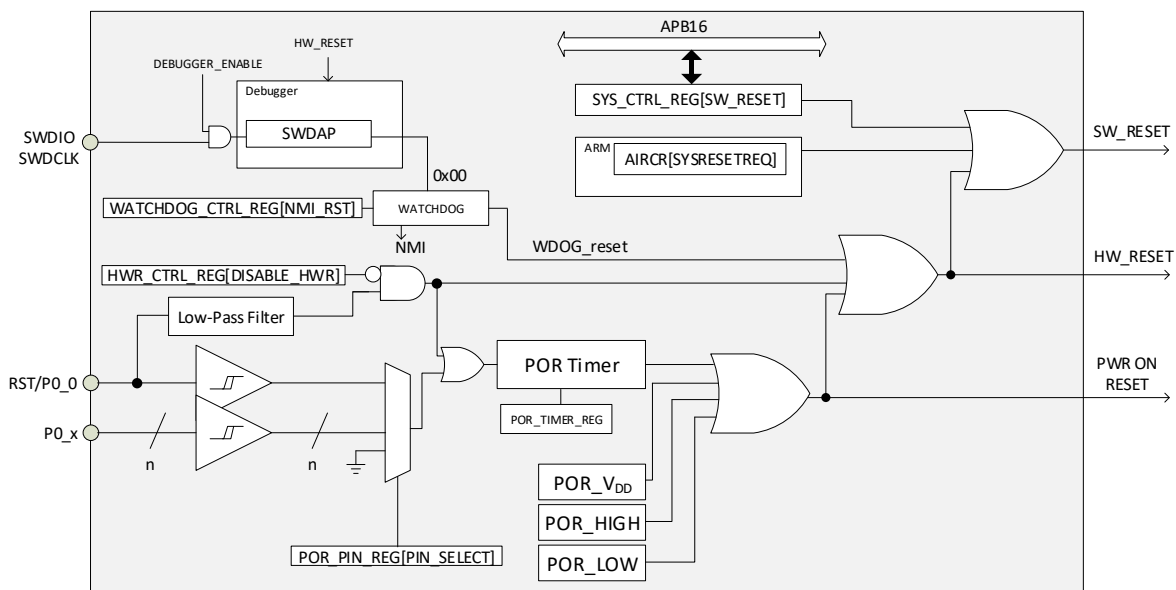 APB16
HW_RESET
DEBUGGER_ENABLE
Debugger
SYS_CTRL_REG[SW_RESET]
SWDIO
SWDCLK
SWDAP
SW_RESET
ARM
AIRCR[SYSRESETREQ]
0x00
WATCHDOG_CTRL_REG[NMI_RST]
WATCHDOG
NMI
WDOG_reset
HW_RESET
HWR_CTRL_REG[DISABLE_HWR]
Low-Pass Filter
RST/P0_0
POR Timer
PWR ON
RESET
POR_TIMER_REG
P0_x
n
n
POR_VDD
POR_HIGH
POR_PIN_REG[PIN_SELECT]
POR_LOW